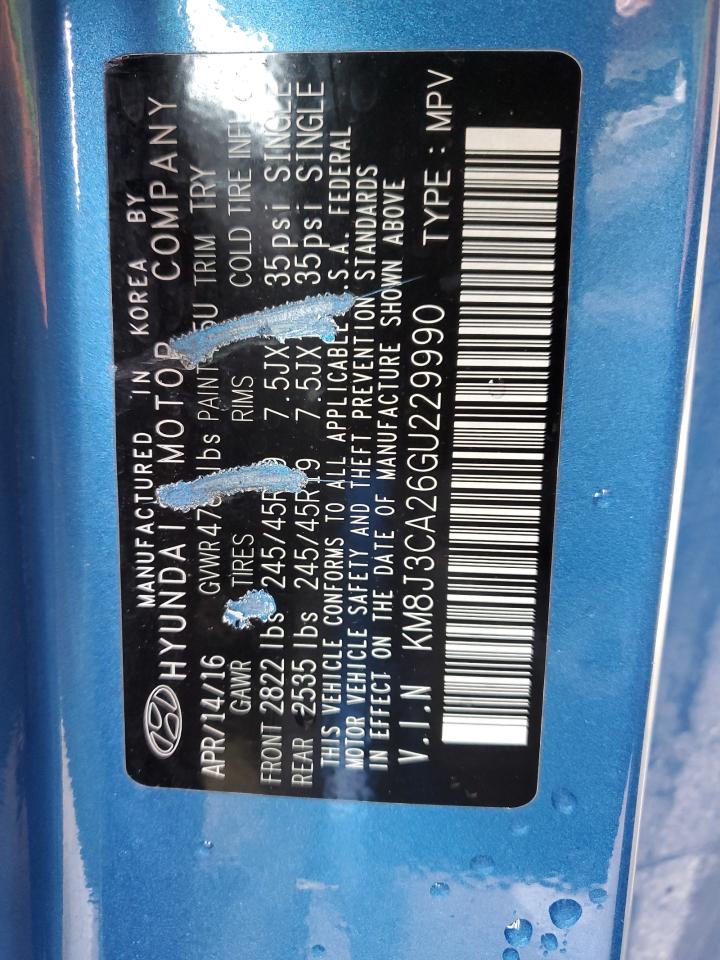 MANUFACTURED IN KOREA BY
HYUNDAI MOTOR COMPANY
APR/14/16 GVWR lbs PAINT TRIM TRY
GAWR TIRES RIMS COLD TIRE
FRONT 2822 lbs 245/45R19 7.5JX 35psi SINGLE
REAR 2535 lbs 245/45R19 7.5JX 35psi SINGLE
THIS VEHICLE CONFORMS TO ALL APPLICABLE .S.A. FEDERAL
MOTOR VEHICLE SAFETY AND THEFT PREVENTION STANDARDS
IN EFFECT ON THE DATE OF MANUFACTURE SHOWN ABOVE
V.I.N KM8J3CA26GU229990 TYPE : MPV